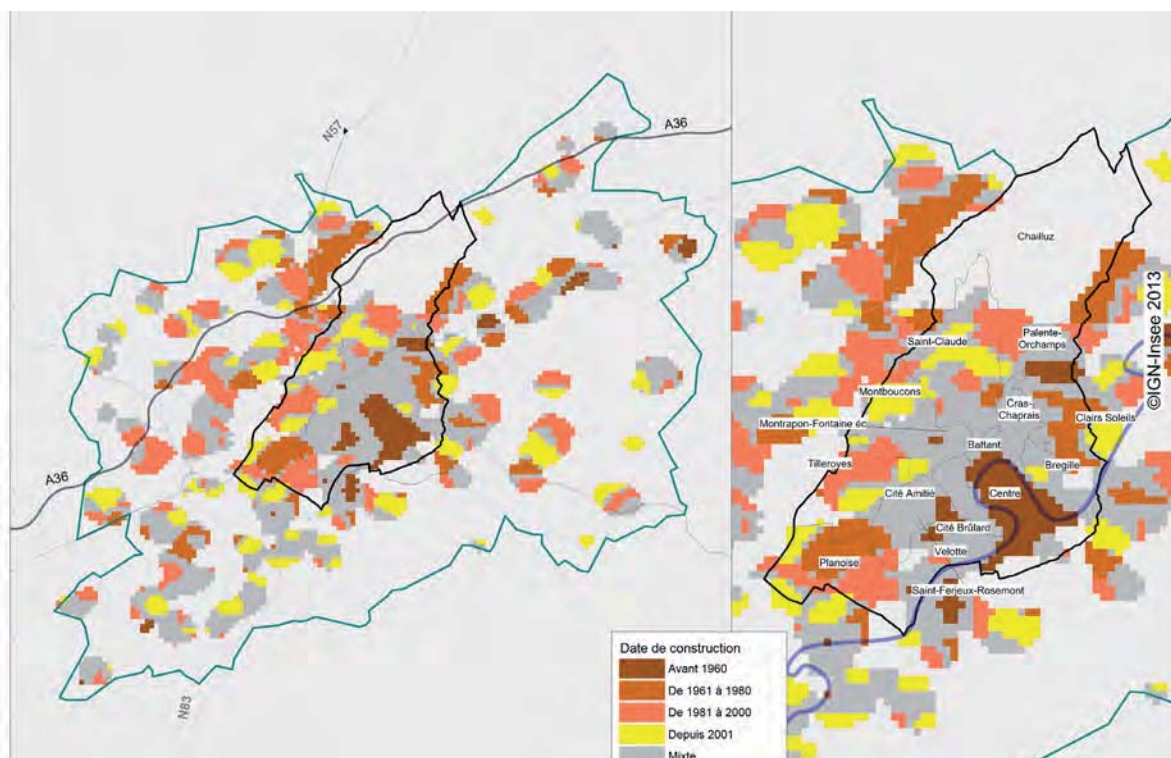 N57
A36
A36
N83
Chailluz
Saint-Claude
Palente-
Orchamps
Montboucons
Cras-
Chaprais
Montrapon-Fontaine éc
Clairs Soleils
Battant
Tilleroyes
Bregille
Cité Amitié
Centre
Cité Brûlard
Velotte
Planoise
Saint-Ferjeux-Rosemont
©IGN-Insee 2013
Date de construction
Avant 1960
De 1961 à 1980
De 1981 à 2000
Depuis 2001
Mixte